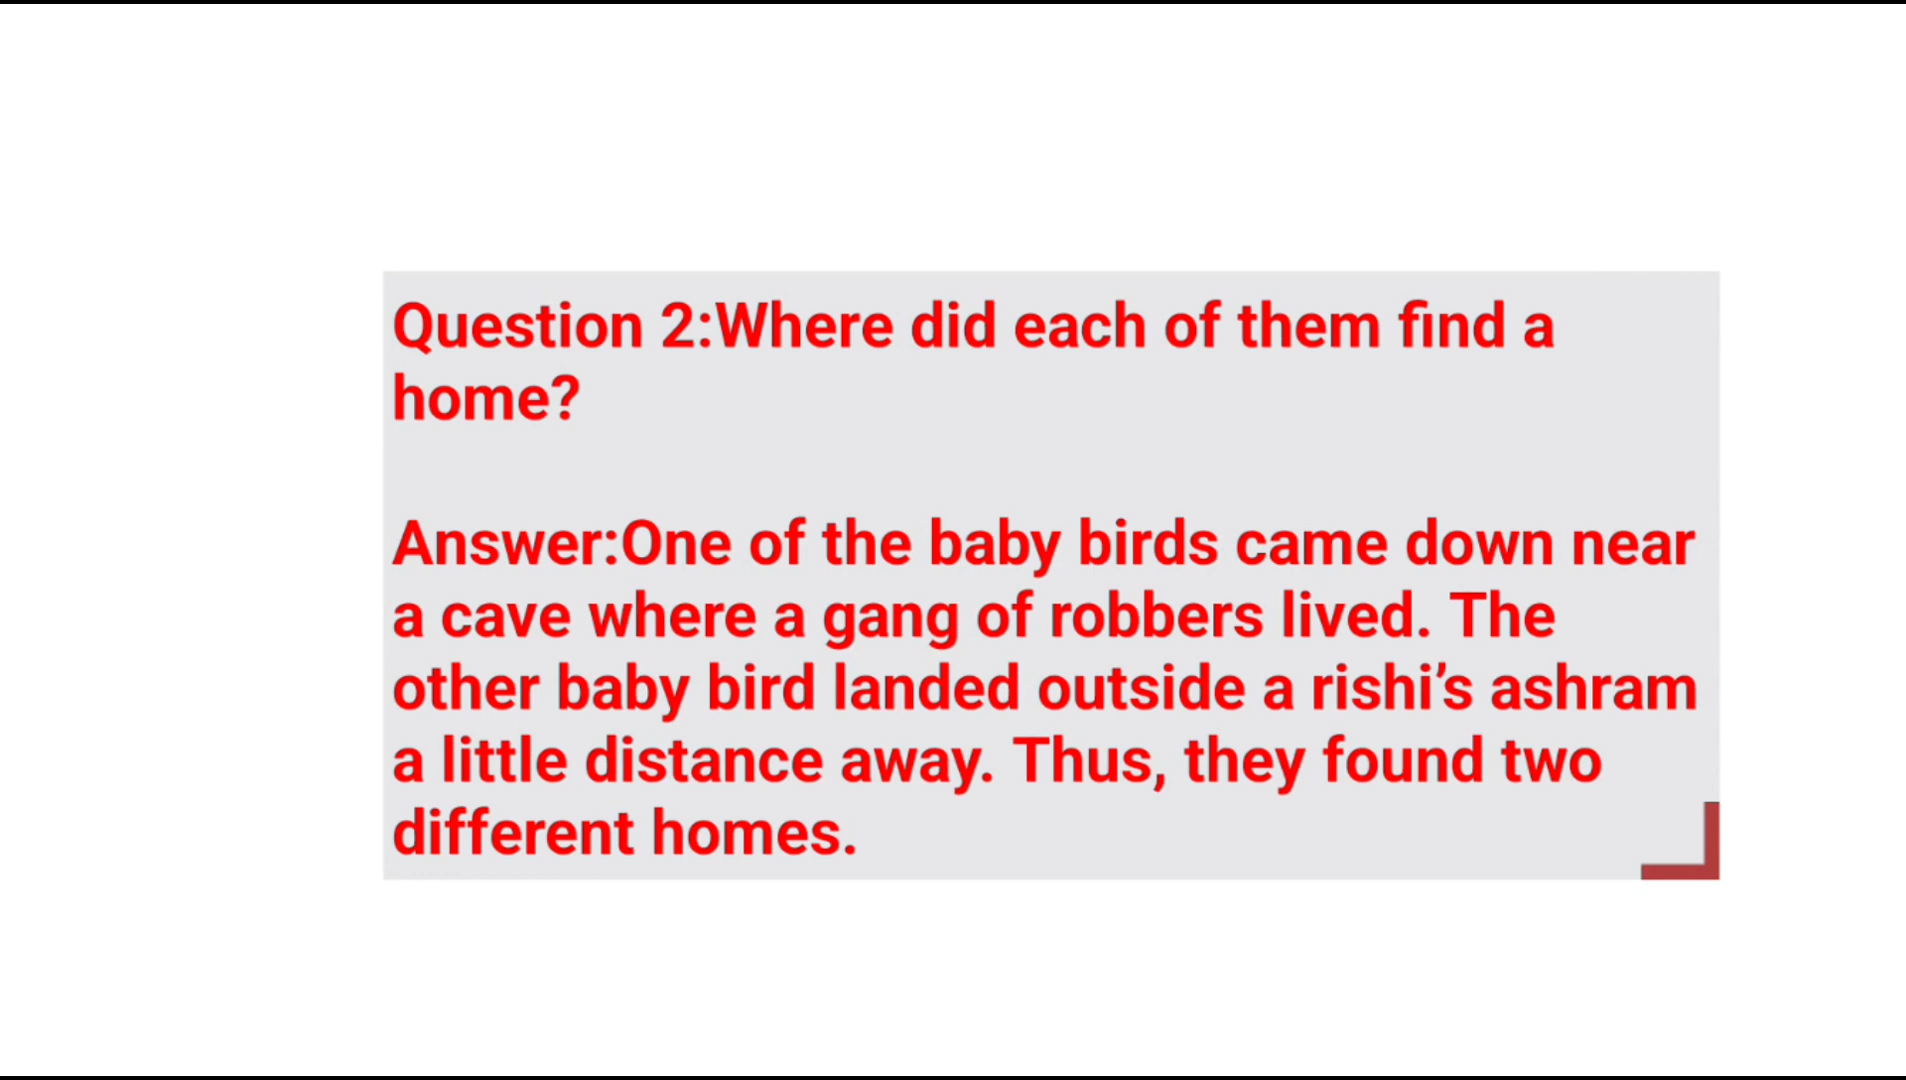 Question 2:Where did each of them find a
home?
Answer:One of the baby birds came down near
a cave where a gang of robbers lived. The
other baby bird landed outside a rishi’s ashram
a little distance away. Thus, they found two
different homes.